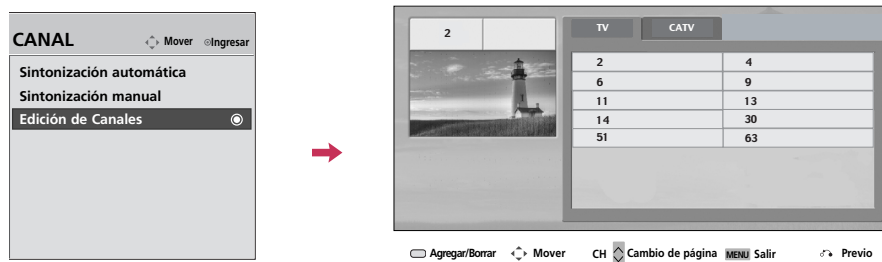 CANAL Mover Ingresar
Sintonización automática
Sintonización manual
Edición de Canales
2
TV CATV
2 4
6 9
11 13
14 30
51 63
Agregar/Borrar Mover CH Cambio de página MENU Salir Previo